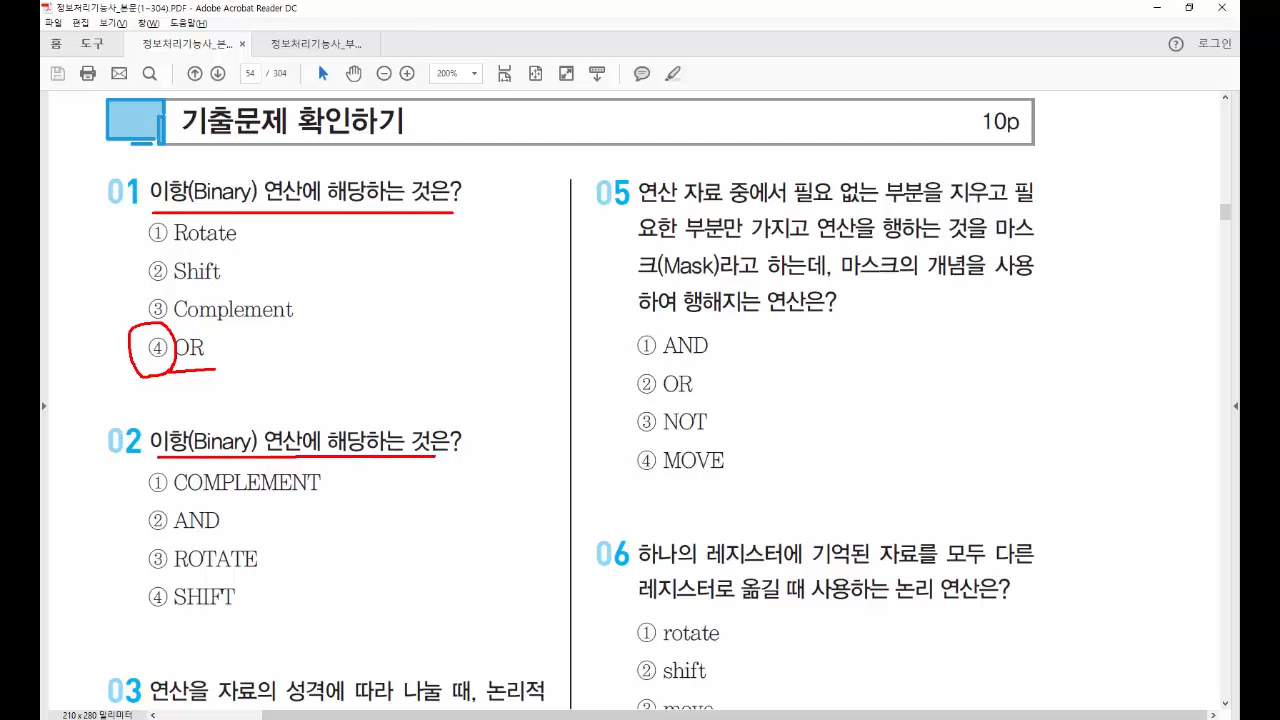 정보처리기능사_본문(1-304).PDF - Adobe Acrobat Reader DC
파일 편집 보기(V) 창(W) 도움말(H)
홈 도구 정보처리기능사_본... × 정보처리기능사_부... ? 로그인
54 / 304 200%
기출문제 확인하기 10p
01 이항(Binary) 연산에 해당하는 것은?
① Rotate
② Shift
③ Complement
④ OR
02 이항(Binary) 연산에 해당하는 것은?
① COMPLEMENT
② AND
③ ROTATE
④ SHIFT
03 연산을 자료의 성격에 따라 나눌 때, 논리적
05 연산 자료 중에서 필요 없는 부분을 지우고 필
요한 부분만 가지고 연산을 행하는 것을 마스
크(Mask)라고 하는데, 마스크의 개념을 사용
하여 행해지는 연산은?
① AND
② OR
③ NOT
④ MOVE
06 하나의 레지스터에 기억된 자료를 모두 다른
레지스터로 옮길 때 사용하는 논리 연산은?
① rotate
② shift
③ move
210 x 280 밀리미터